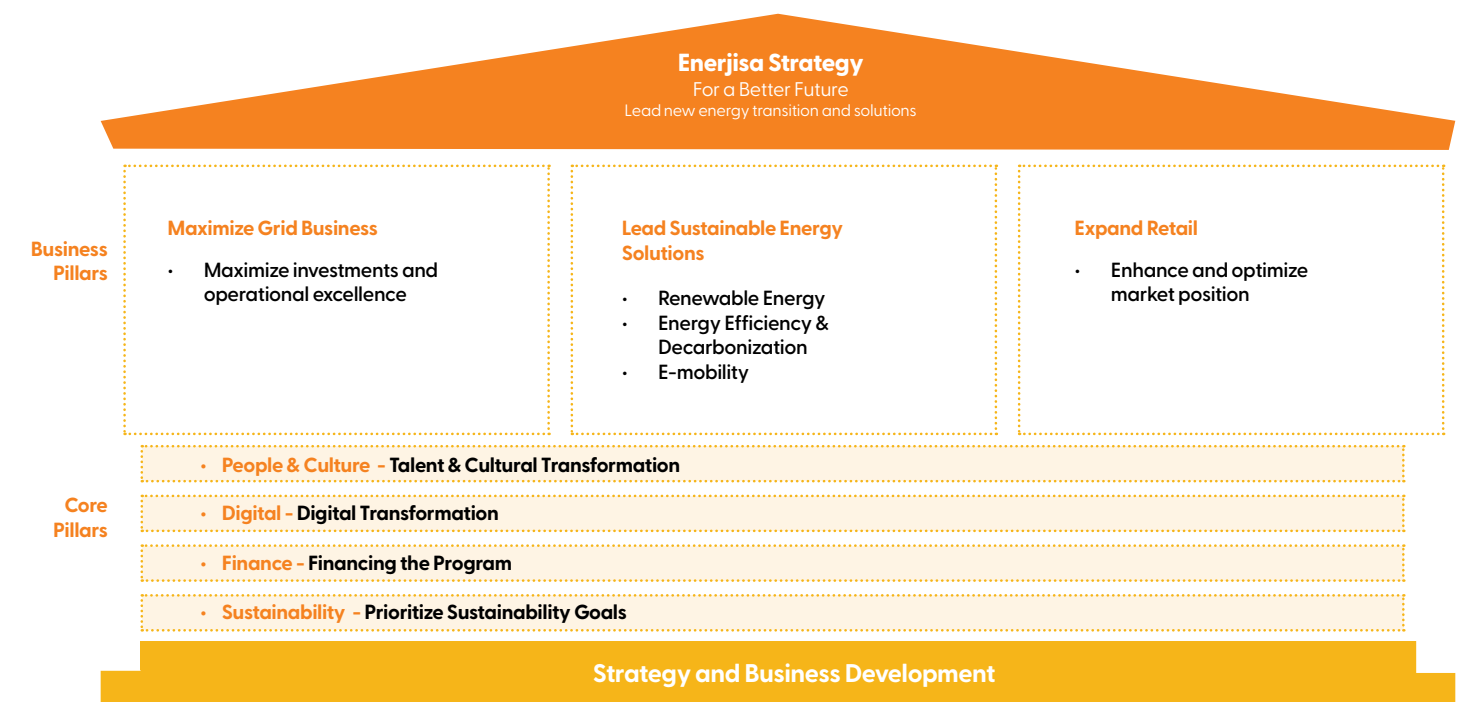 Enerjisa Strategy
For a Better Future
Lead new energy transition and solutions
Business
Pillars
Maximize Grid Business
• Maximize investments and
operational excellence
Lead Sustainable Energy
Solutions
• Renewable Energy
• Energy Efficiency &
Decarbonization
• E-mobility
Expand Retail
• Enhance and optimize
market position
Core
Pillars
• People & Culture - Talent & Cultural Transformation
• Digital - Digital Transformation
• Finance - Financing the Program
• Sustainability - Prioritize Sustainability Goals
Strategy and Business Development